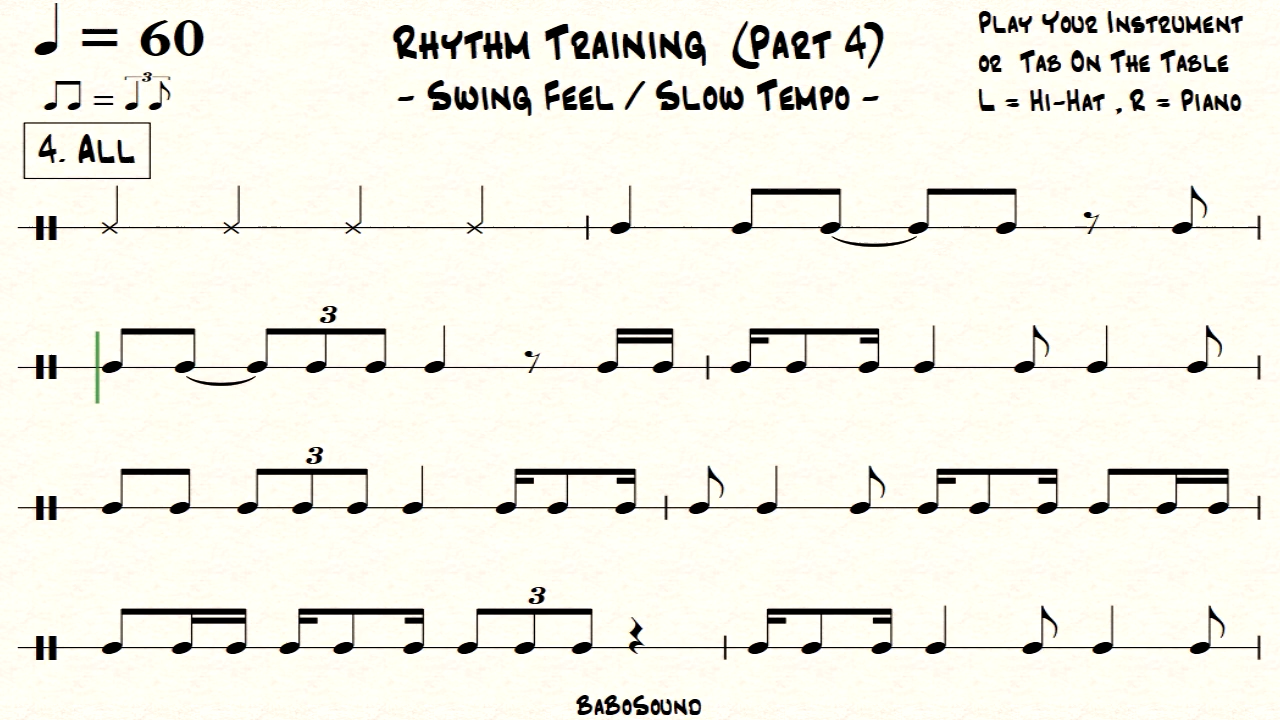 ♩ = 60
Rhythm Training (Part 4)
Play Your Instrument
♫ = ♩♪ 3
- Swing Feel / Slow Tempo -
or Tab On The Table
L = Hi-Hat , R = Piano
4. All
3
3
3
BaBoSound